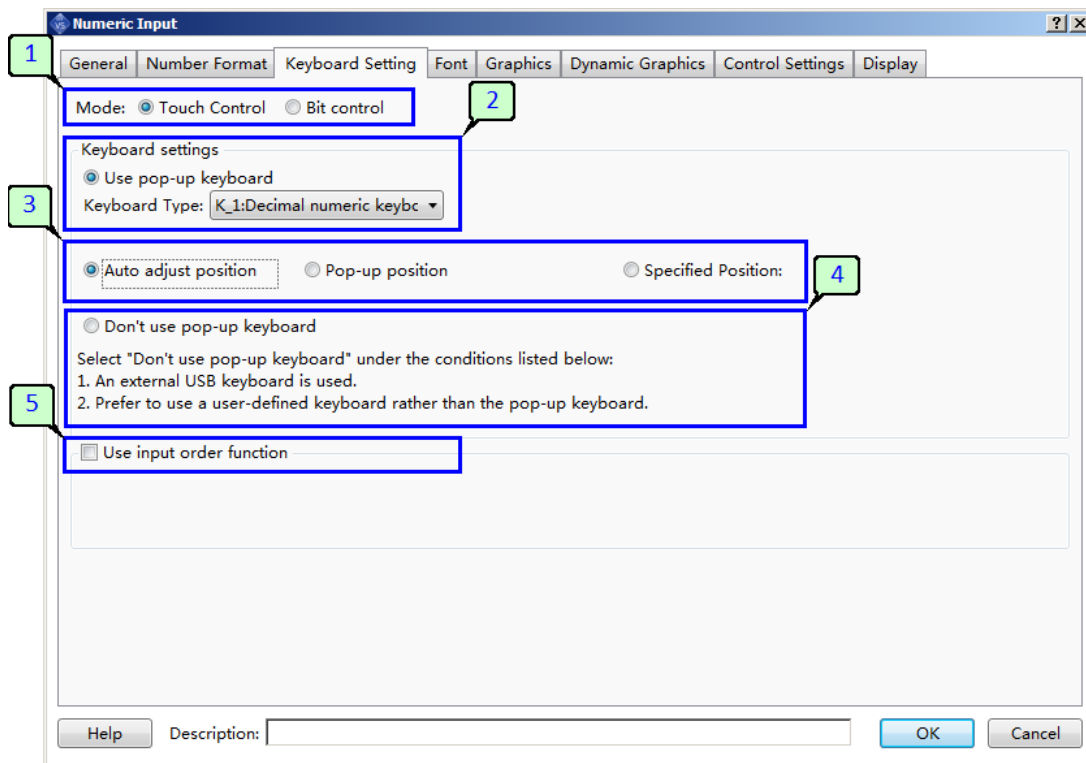 VS Numeric Input ? X
1
General Number Format Keyboard Setting Font Graphics Dynamic Graphics Control Settings Display
Mode: Touch Control Bit control
2
Keyboard settings
Use pop-up keyboard
3
Keyboard Type: K_1:Decimal numeric keybc
Auto adjust position Pop-up position Specified Position:
4
Don't use pop-up keyboard
Select "Don't use pop-up keyboard" under the conditions listed below:
1. An external USB keyboard is used.
2. Prefer to use a user-defined keyboard rather than the pop-up keyboard.
5
Use input order function
Help Description: OK Cancel